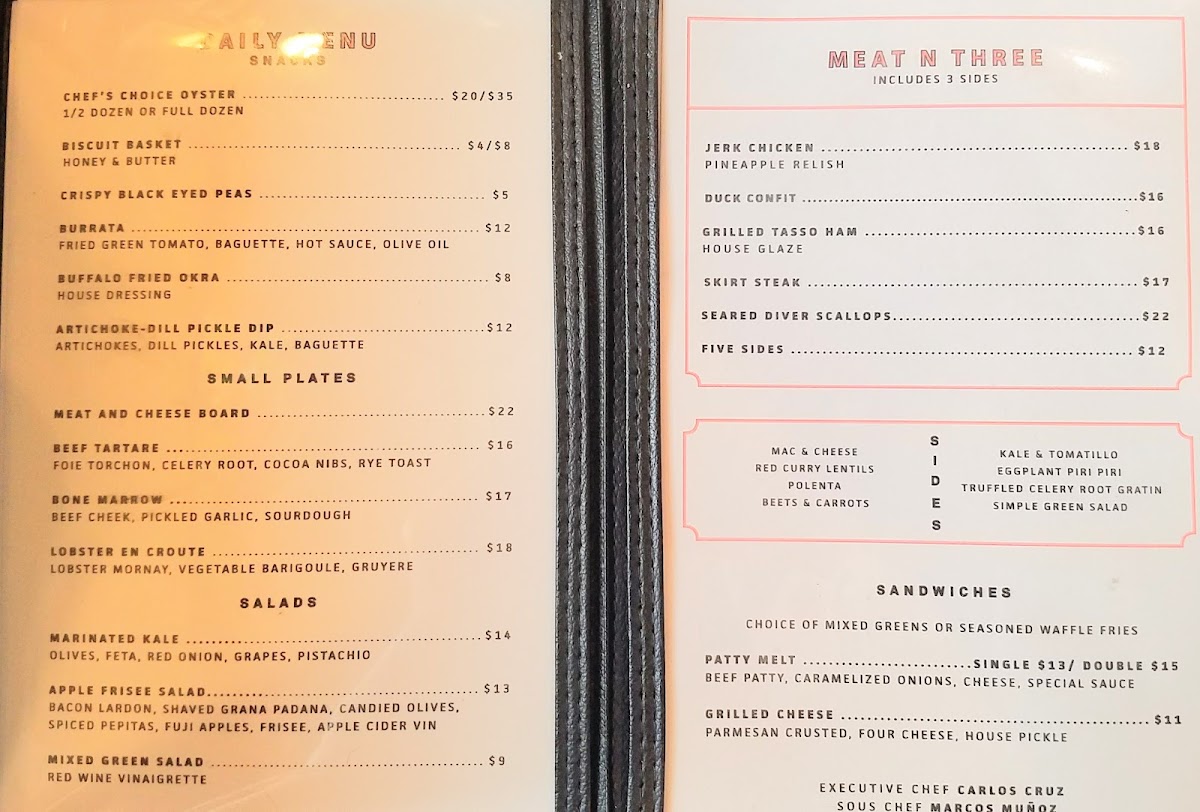 DAILY MENU
SNACKS
CHEF'S CHOICE OYSTER ........................ $20/$35
1/2 DOZEN OR FULL DOZEN
BISCUIT BASKET ........................ $4/$8
HONEY & BUTTER
CRISPY BLACK EYED PEAS ........................ $5
BURRATA ........................ $12
FRIED GREEN TOMATO, BAGUETTE, HOT SAUCE, OLIVE OIL
BUFFALO FRIED OKRA ........................ $8
HOUSE DRESSING
ARTICHOKE-DILL PICKLE DIP ........................ $12
ARTICHOKES, DILL PICKLES, KALE, BAGUETTE
SMALL PLATES
MEAT AND CHEESE BOARD ........................ $22
BEEF TARTARE ........................ $16
FOIE TORCHON, CELERY ROOT, COCOA NIBS, RYE TOAST
BONE MARROW ........................ $17
BEEF CHEEK, PICKLED GARLIC, SOURDOUGH
LOBSTER EN CROUTE ........................ $18
LOBSTER MORNAY, VEGETABLE BARIGOULE, GRUYERE
SALADS
MARINATED KALE ........................ $14
OLIVES, FETA, RED ONION, GRAPES, PISTACHIO
APPLE FRISEE SALAD........................ $13
BACON LARDON, SHAVED GRANA PADANA, CANDIED OLIVES,
SPICED PEPITAS, FUJI APPLES, FRISEE, APPLE CIDER VIN
MIXED GREEN SALAD ........................ $9
RED WINE VINAIGRETTE
MEAT N THREE
INCLUDES 3 SIDES
JERK CHICKEN ........................ $18
PINEAPPLE RELISH
DUCK CONFIT ........................$16
GRILLED TASSO HAM ........................$16
HOUSE GLAZE
SKIRT STEAK ........................ $17
SEARED DIVER SCALLOPS........................$22
FIVE SIDES ........................ $12
SIDES
MAC & CHEESE
RED CURRY LENTILS
POLENTA
BEETS & CARROTS
KALE & TOMATILLO
EGGPLANT PIRI PIRI
TRUFFLED CELERY ROOT GRATIN
SIMPLE GREEN SALAD
SANDWICHES
CHOICE OF MIXED GREENS OR SEASONED WAFFLE FRIES
PATTY MELT ........................SINGLE $13/ DOUBLE $15
BEEF PATTY, CARAMELIZED ONIONS, CHEESE, SPECIAL SAUCE
GRILLED CHEESE ........................ $11
PARMESAN CRUSTED, FOUR CHEESE, HOUSE PICKLE
EXECUTIVE CHEF CARLOS CRUZ
SOUS CHEF MARCOS MUÑOZ